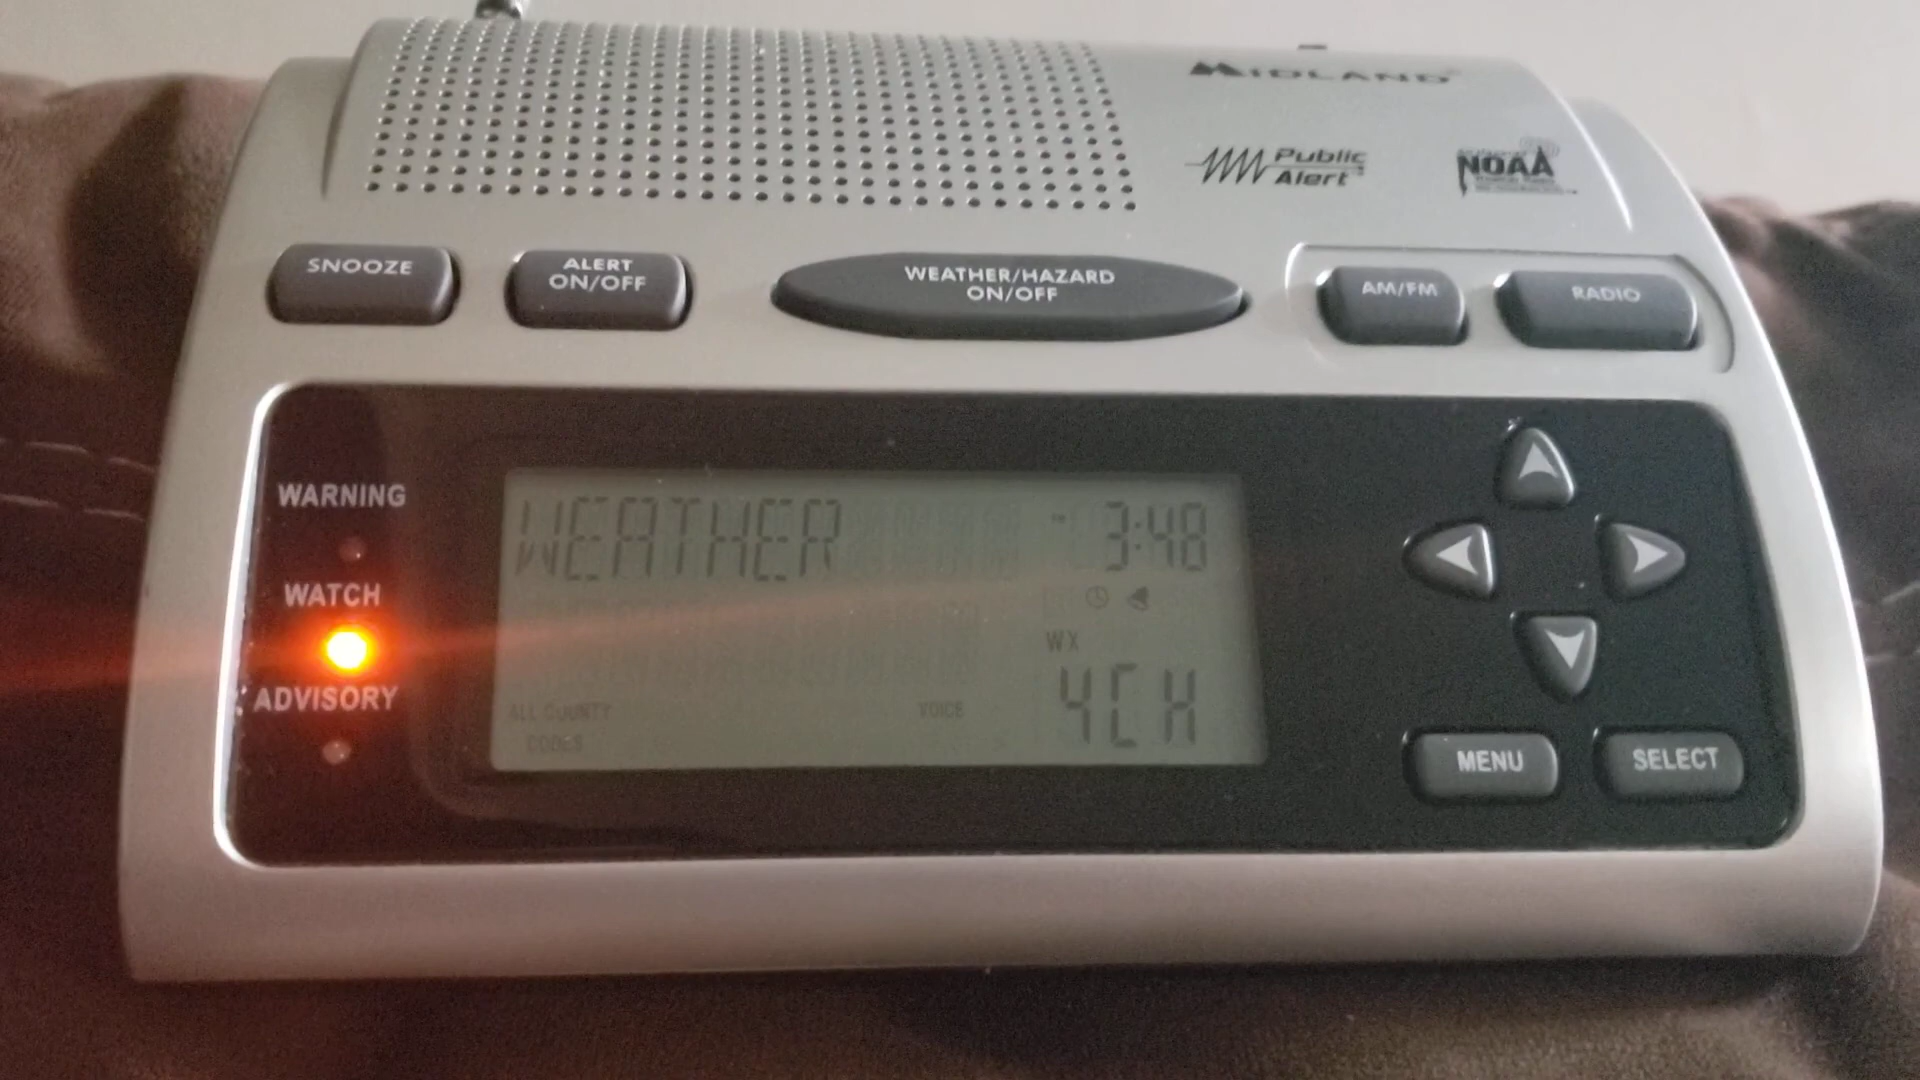 MIDLAND
Public
Alert
NOAA
SNOOZE
ALERT
ON/OFF
WEATHER/HAZARD
ON/OFF
AM/FM
RADIO
WARNING
WATCH
ADVISORY
WEATHER 3:48
WX
4CH
ALL COUNTY
CODES
VOICE
MENU
SELECT